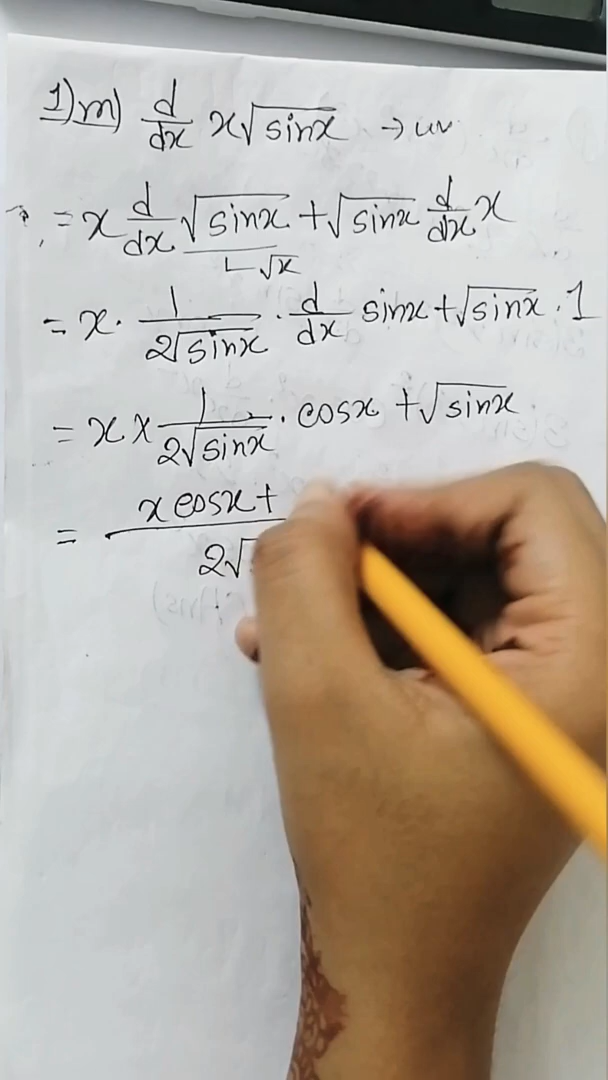 1)m) d/dx x√sinx → uv
= x d/dx √sinx + √sinx d/dx x
↳√x
= x · 1/2√sinx · d/dx sinx + √sinx · 1
= x × 1/2√sinx · cosx + √sinx
= x cosx + / 2√